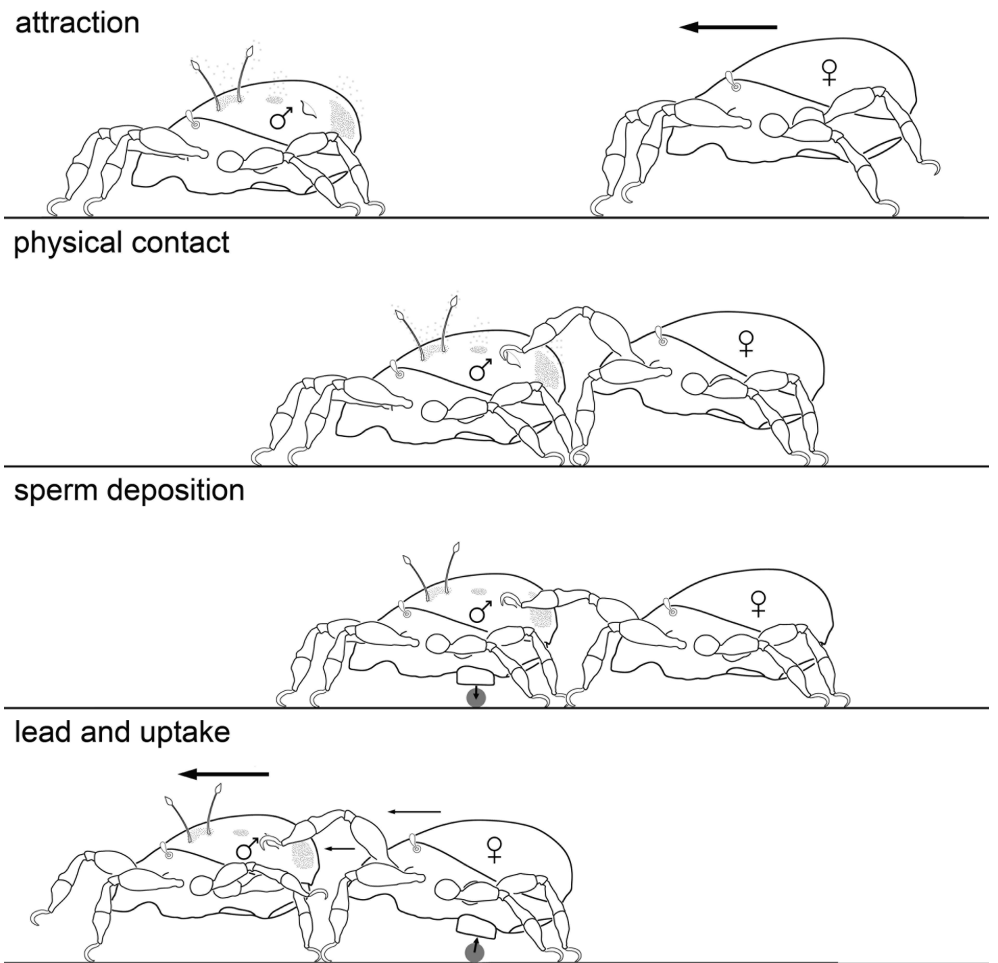 attraction
♂
♀
physical contact
♂
♀
sperm deposition
♂
♀
lead and uptake
♂
♀